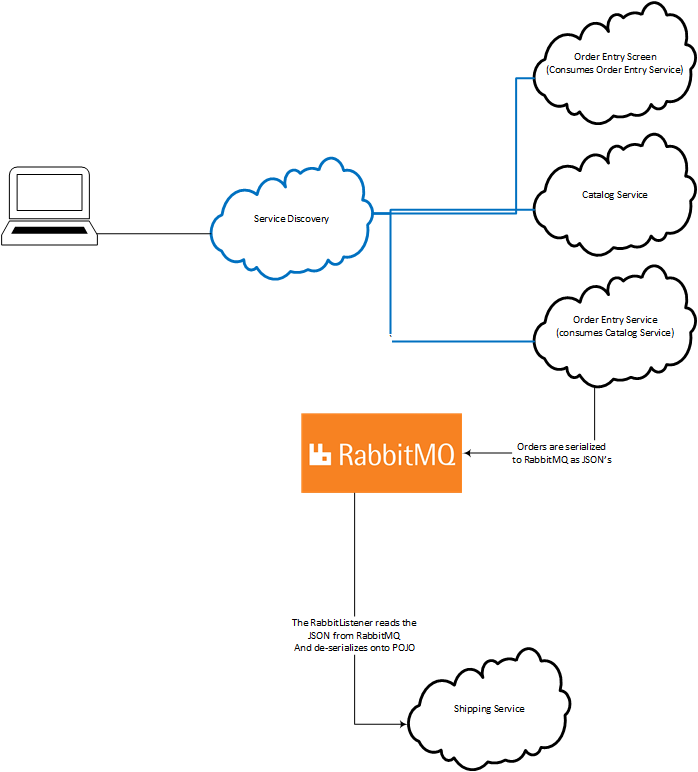 Order Entry Screen
(Consumes Order Entry Service)
Catalog Service
Service Discovery
Order Entry Service
(consumes Catalog Service)
RabbitMQ
Orders are serialized
to RabbitMQ as JSON's
The RabbitListener reads the
JSON from RabbitMQ
And de-serializes onto POJO
Shipping Service